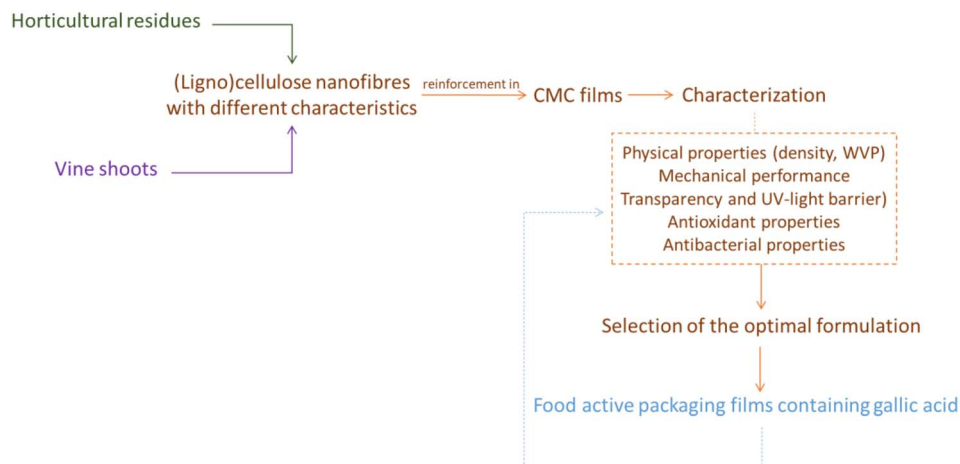 Horticultural residues
(Ligno)cellulose nanofibres
with different characteristics
reinforcement in
CMC films
Characterization
Vine shoots
Physical properties (density, WVP)
Mechanical performance
Transparency and UV-light barrier)
Antioxidant properties
Antibacterial properties
Selection of the optimal formulation
Food active packaging films containing gallic acid